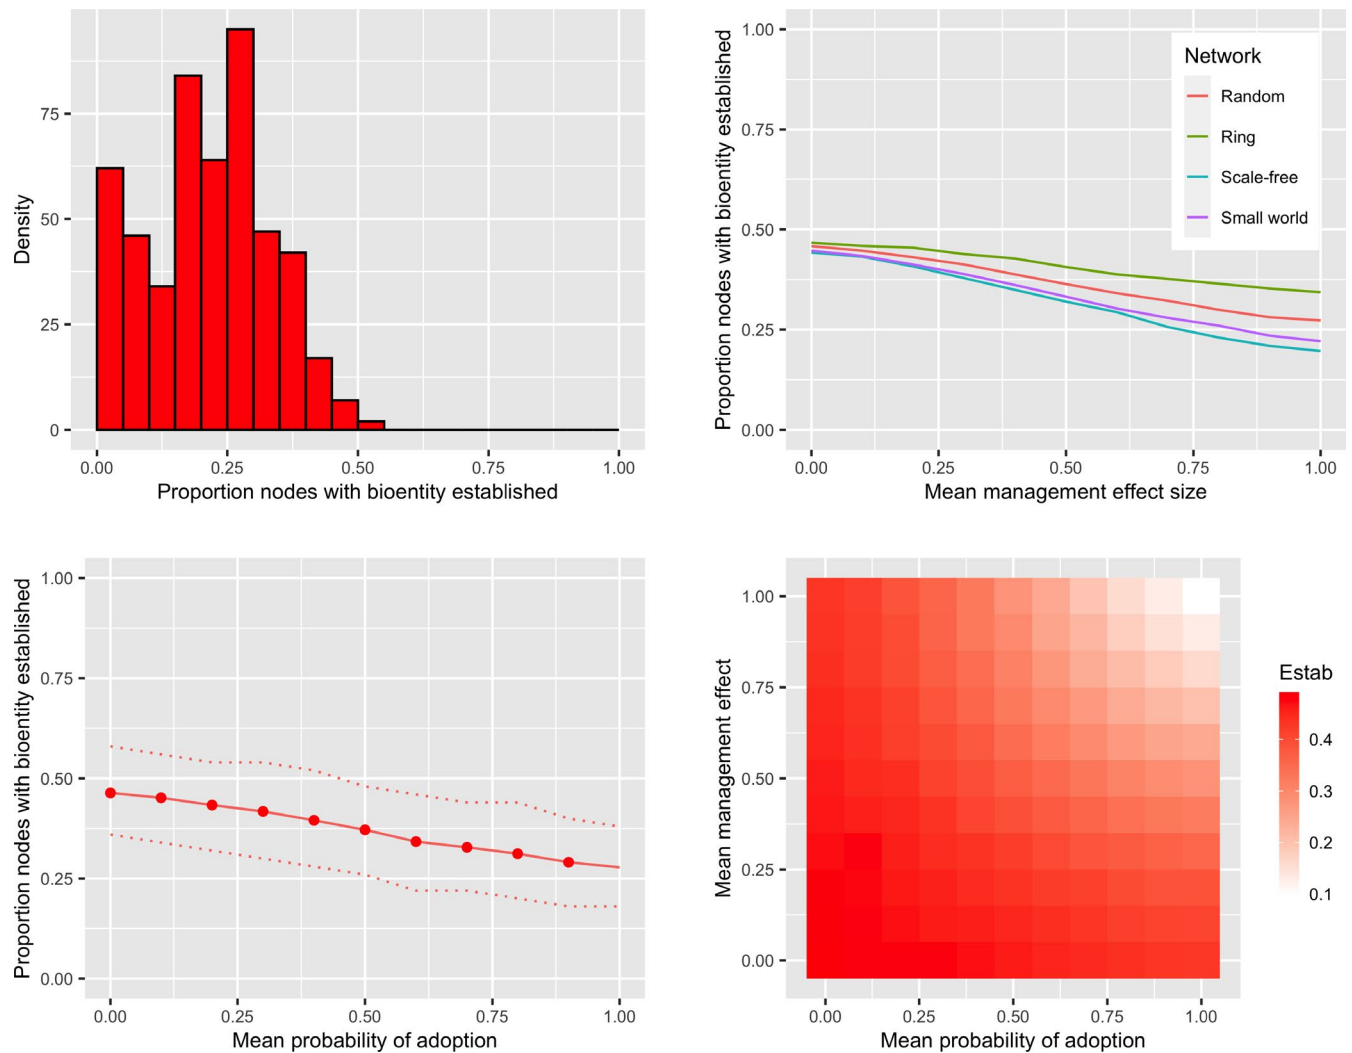 Density
75
50
25
0
0.00 0.25 0.50 0.75 1.00
Proportion nodes with bioentity established
Proportion nodes with bioentity established
1.00
0.75
0.50
0.25
0.00
0.00 0.25 0.50 0.75 1.00
Mean management effect size
Network
Random
Ring
Scale-free
Small world
Proportion nodes with bioentity established
1.00
0.75
0.50
0.25
0.00
0.00 0.25 0.50 0.75 1.00
Mean probability of adoption
Mean management effect
1.00
0.75
0.50
0.25
0.00
0.00 0.25 0.50 0.75 1.00
Mean probability of adoption
Estab
0.4
0.3
0.2
0.1